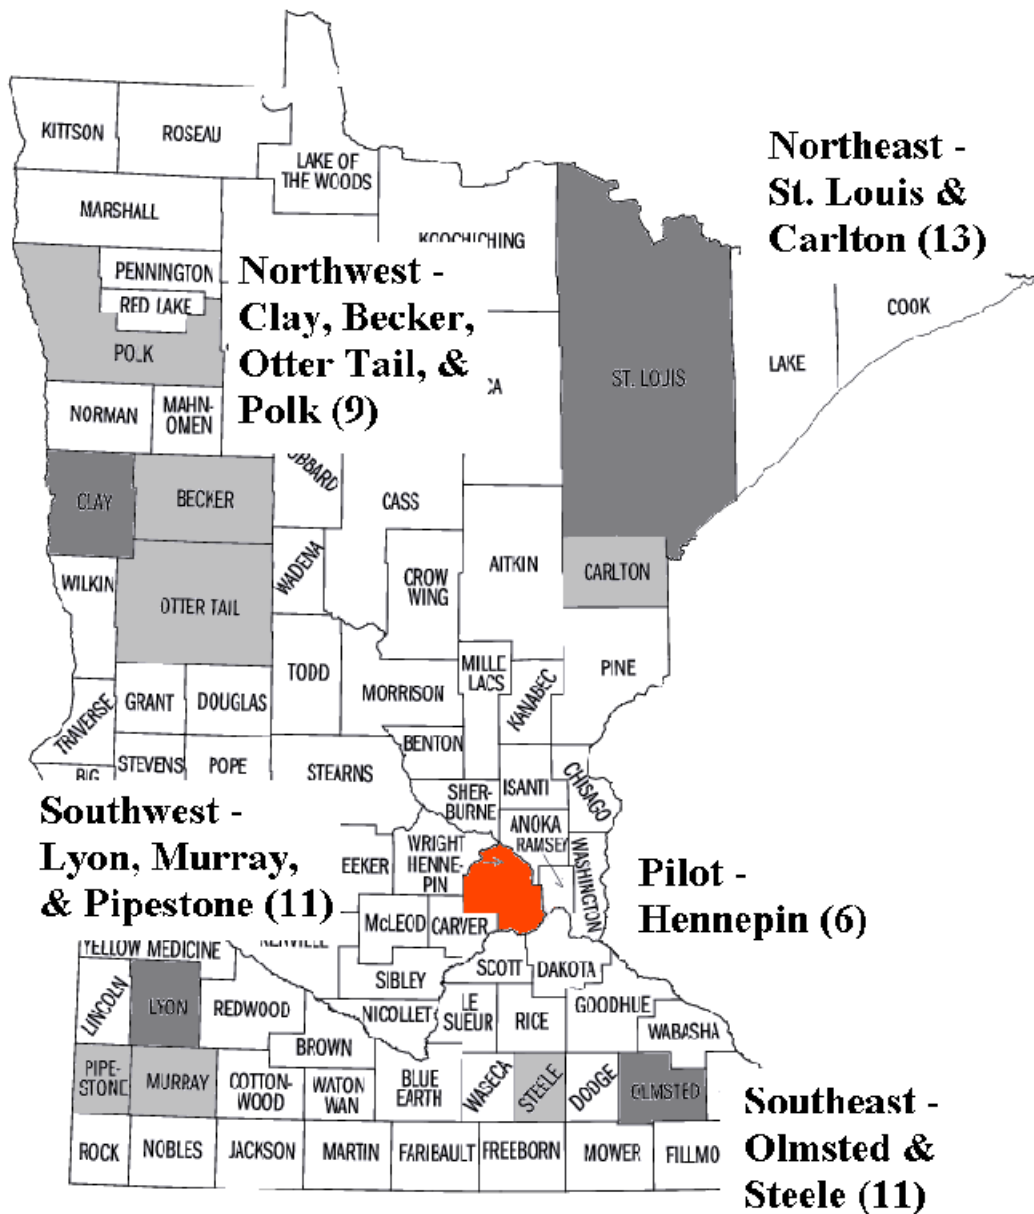 KITTSON
ROSEAU
LAKE OF
THE WOODS
Northeast -
St. Louis &
Carlton (13)
MARSHALL
KOOCHICHING
PENNINGTON
RED LAKE
POLK
Northwest -
Clay, Becker,
Otter Tail, &
Polk (9)
CA
ST. LOUIS
LAKE
COOK
NORMAN
MAHN-
OMEN
CLAY
BECKER
UBBARD
CASS
WILKIN
OTTER TAIL
WADENA
CROW
WING
AITKIN
CARLTON
TRAVERSE
GRANT
DOUGLAS
TODD
MORRISON
MILLE
LACS
KANABEC
PINE
BIG
STEVENS
POPE
STEARNS
BENTON
SHER-
BURNE
ISANTI
CHISAGO
ANOKA
RAMSEY
WASHINGTON
Southwest -
Lyon, Murray,
& Pipestone (11)
EEKER
WRIGHT
HENNE-
PIN
McLEOD
CARVER
Pilot -
Hennepin (6)
YELLOW MEDICINE
SIBLEY
SCOTT
DAKOTA
LINCOLN
LYON
REDWOOD
NICOLLET
LE
SUEUR
RICE
GOODHUE
WABASHA
BROWN
PIPE-
STONE
MURRAY
COTTON-
WOOD
WATON
WAN
BLUE
EARTH
WASECA
STEELE
DODGE
OLMSTED
Southeast -
Olmsted &
Steele (11)
ROCK
NOBLES
JACKSON
MARTIN
FARIBAULT
FREEBORN
MOWER
FILLMO